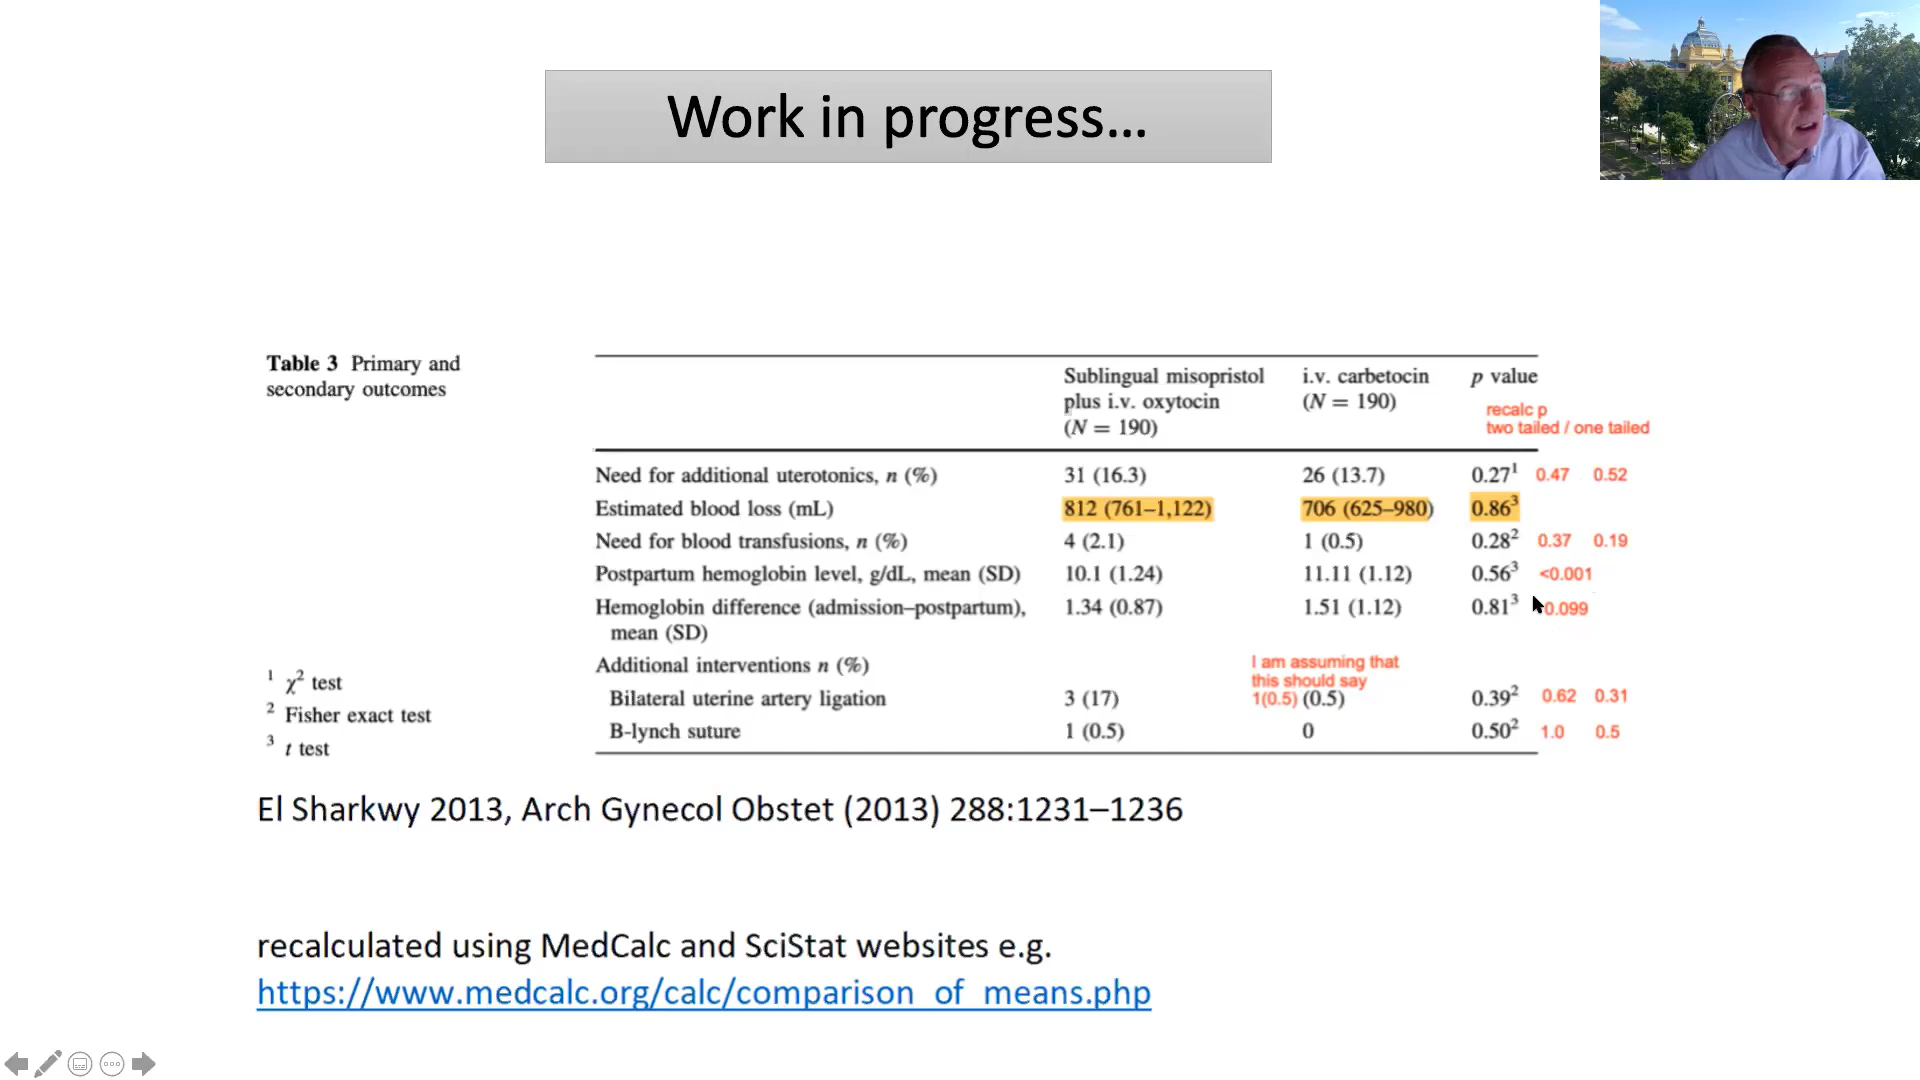 Work in progress...
Table 3 Primary and
secondary outcomes
Sublingual misopristol
plus i.v. oxytocin
(N = 190)
i.v. carbetocin
(N = 190)
p value
recalc p
two tailed / one tailed
Need for additional uterotonics, n (%) 31 (16.3) 26 (13.7) 0.27¹ 0.47 0.52
Estimated blood loss (mL) 812 (761–1,122) 706 (625–980) 0.86³
Need for blood transfusions, n (%) 4 (2.1) 1 (0.5) 0.28² 0.37 0.19
Postpartum hemoglobin level, g/dL, mean (SD) 10.1 (1.24) 11.11 (1.12) 0.56³ <0.001
Hemoglobin difference (admission–postpartum), 1.34 (0.87) 1.51 (1.12) 0.81³ 0.099
mean (SD)
Additional interventions n (%)
I am assuming that
this should say
1(0.5)
Bilateral uterine artery ligation 3 (17) (0.5) 0.39² 0.62 0.31
B-lynch suture 1 (0.5) 0 0.50² 1.0 0.5
¹ χ² test
² Fisher exact test
³ t test
El Sharkwy 2013, Arch Gynecol Obstet (2013) 288:1231–1236
recalculated using MedCalc and SciStat websites e.g.
https://www.medcalc.org/calc/comparison_of_means.php